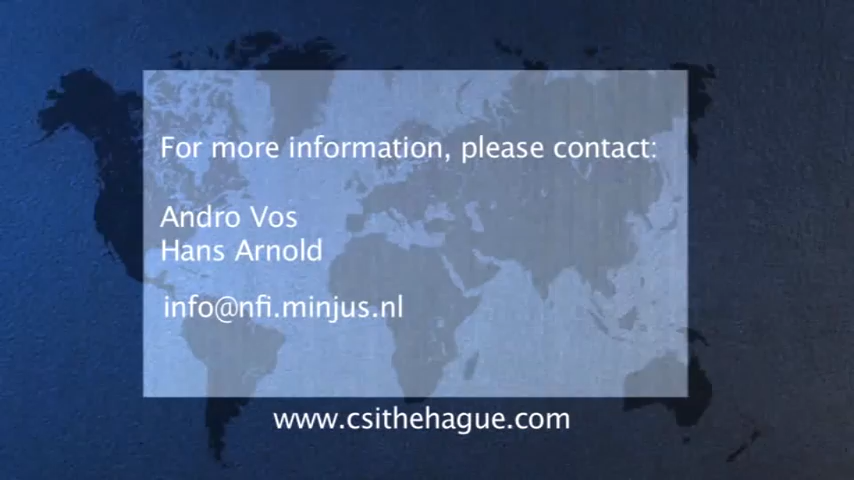 For more information, please contact:
Andro Vos
Hans Arnold
info@nfi.minjus.nl
www.csithehague.com